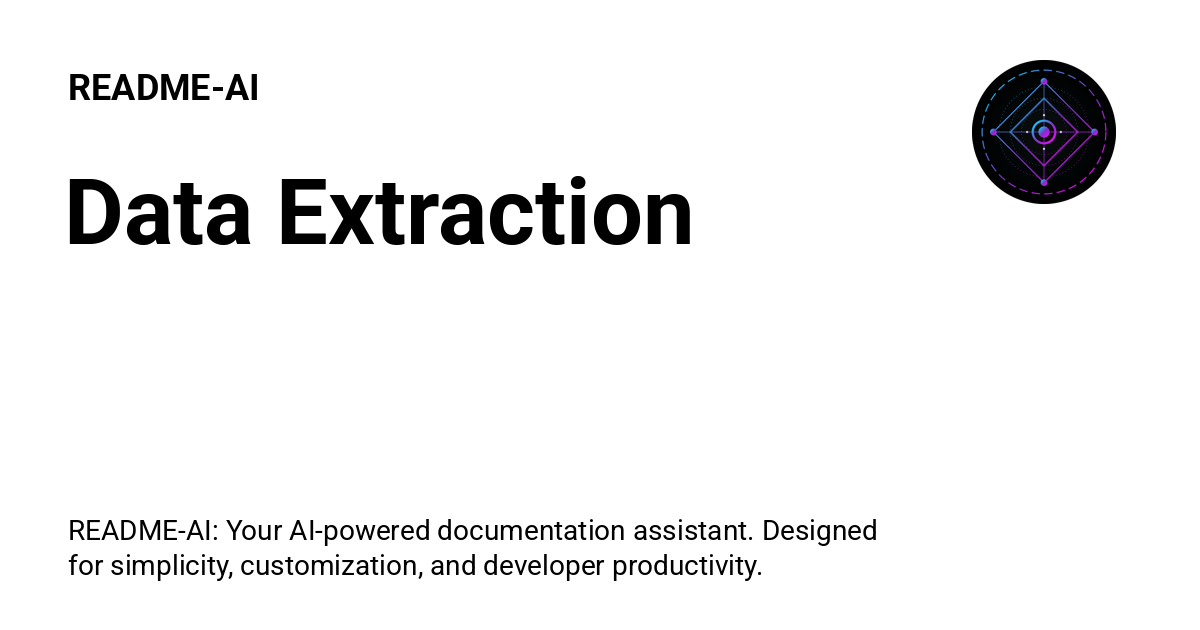 README-AI
Data Extraction
README-AI: Your AI-powered documentation assistant. Designed
for simplicity, customization, and developer productivity.